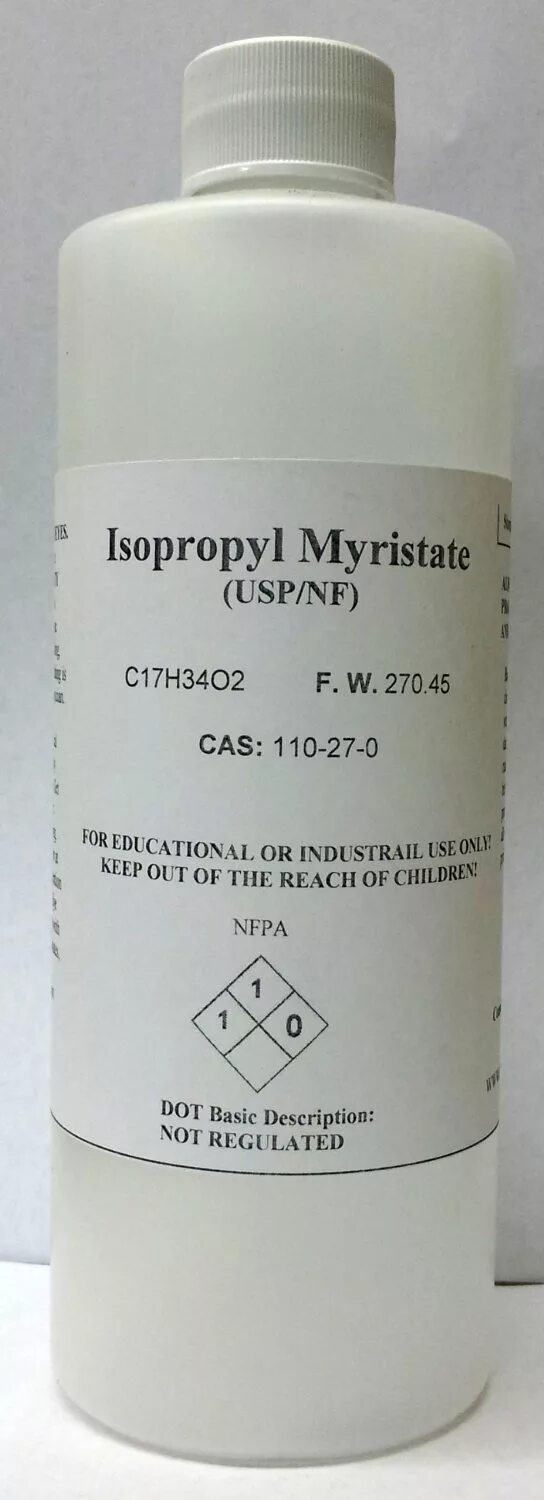 Isopropyl Myristate
(USP/NF)
C17H34O2 F. W. 270.45
CAS: 110-27-0
FOR EDUCATIONAL OR INDUSTRAIL USE ONLY!
KEEP OUT OF THE REACH OF CHILDREN!
NFPA
1
1 0
DOT Basic Description:
NOT REGULATED